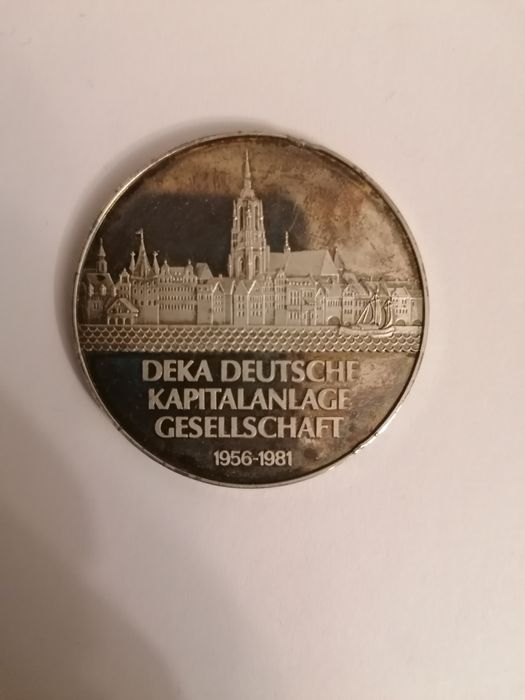 DEKA DEUTSCHE
KAPITALANLAGE
GESELLSCHAFT
1956-1981